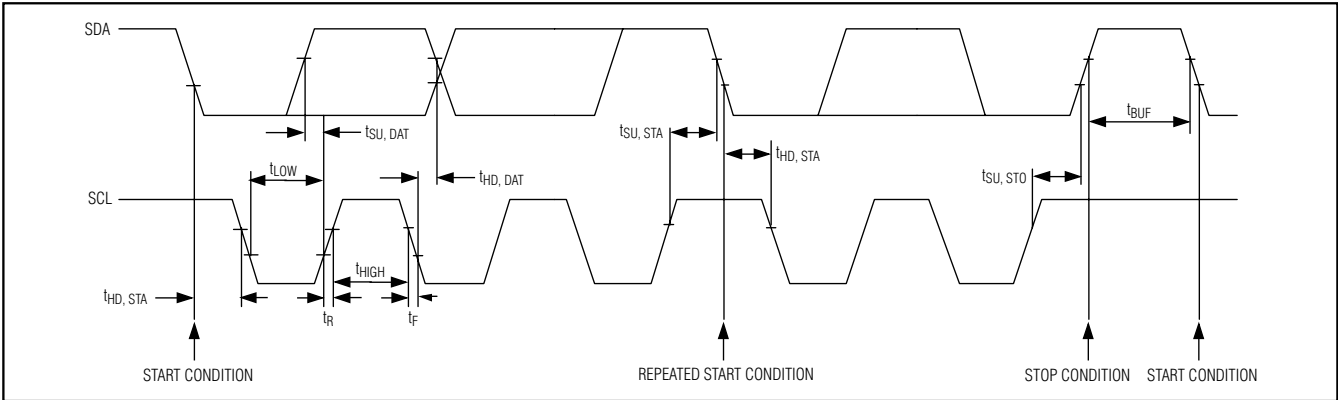 SDA
tSU, DAT
tSU, STA
tBUF
tHD, STA
tLOW
tHD, DAT
tSU, STO
SCL
tHIGH
tHD, STA
tR
tF
START CONDITION
REPEATED START CONDITION
STOP CONDITION
START CONDITION